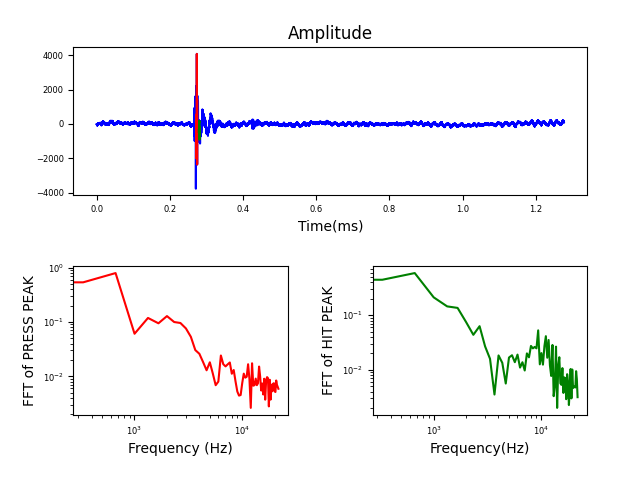 Amplitude
4000
2000
0
−2000
−4000
0.0 0.2 0.4 0.6 0.8 1.0 1.2
Time(ms)
FFT of PRESS PEAK
10⁰
10⁻¹
10⁻²
10³ 10⁴
Frequency (Hz)
FFT of HIT PEAK
10⁻¹
10⁻²
10³ 10⁴
Frequency(Hz)